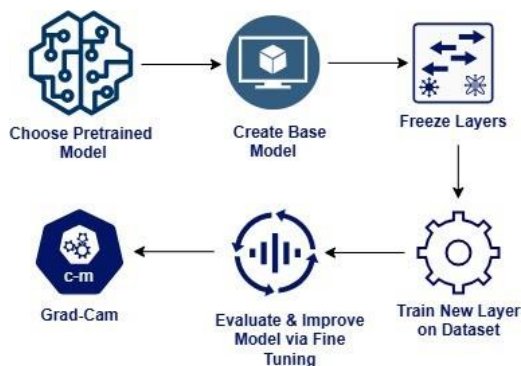 Choose Pretrained
Model
Create Base
Model
Freeze Layers
c-m
Grad-Cam
Evaluate & Improve
Model via Fine
Tuning
Train New Layer
on Dataset